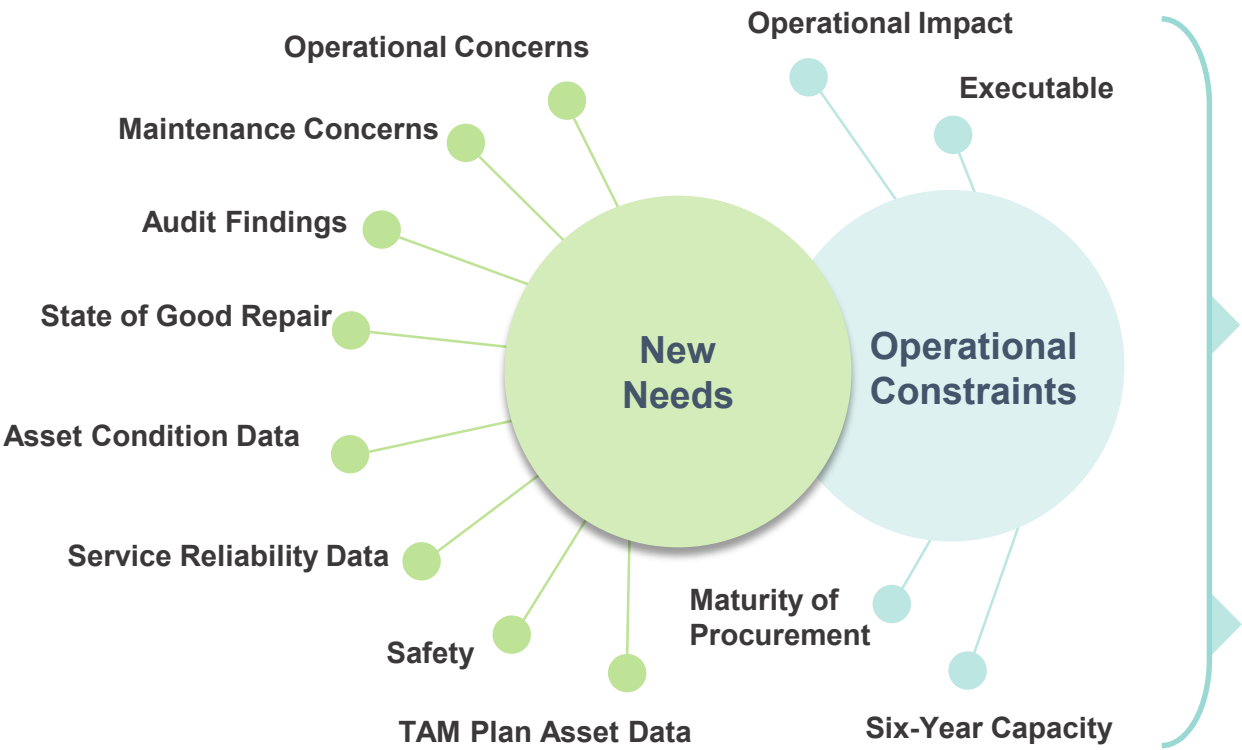 Operational Impact
Operational Concerns
Executable
Maintenance Concerns
Audit Findings
State of Good Repair
New
Needs
Operational
Constraints
Asset Condition Data
Service Reliability Data
Maturity of
Procurement
Safety
TAM Plan Asset Data
Six-Year Capacity